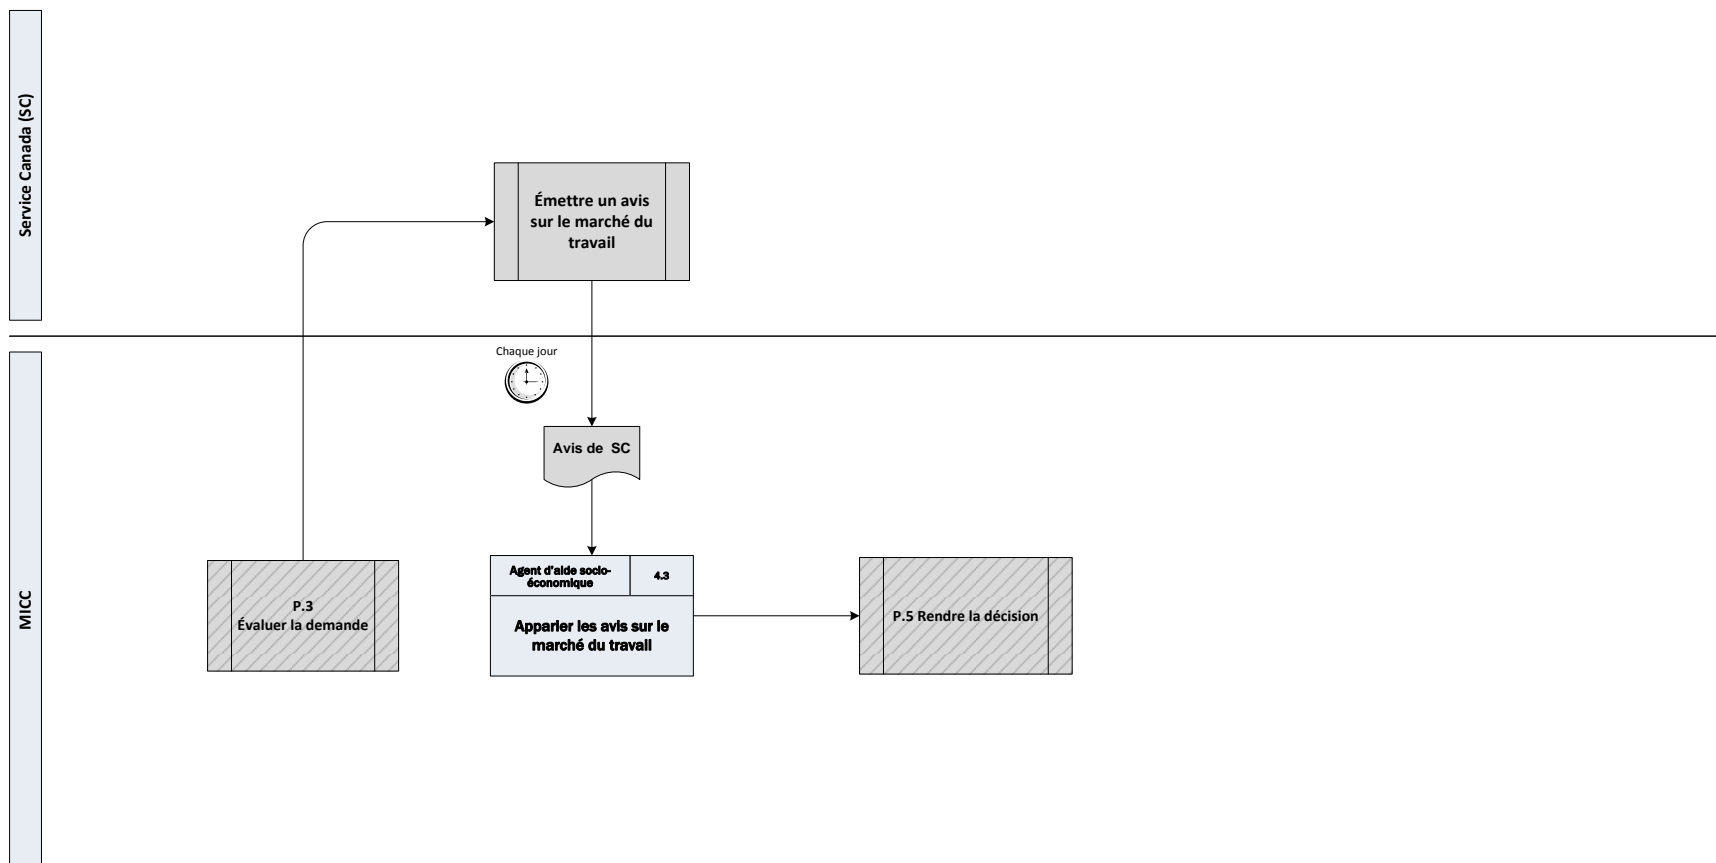 Service Canada (SC)
Émettre un avis
sur le marché du
travail
Chaque jour
Avis de SC
MICC
P.3
Évaluer la demande
Agent d'aide socio-
économique
4.3
Apparier les avis sur le
marché du travail
P.5 Rendre la décision